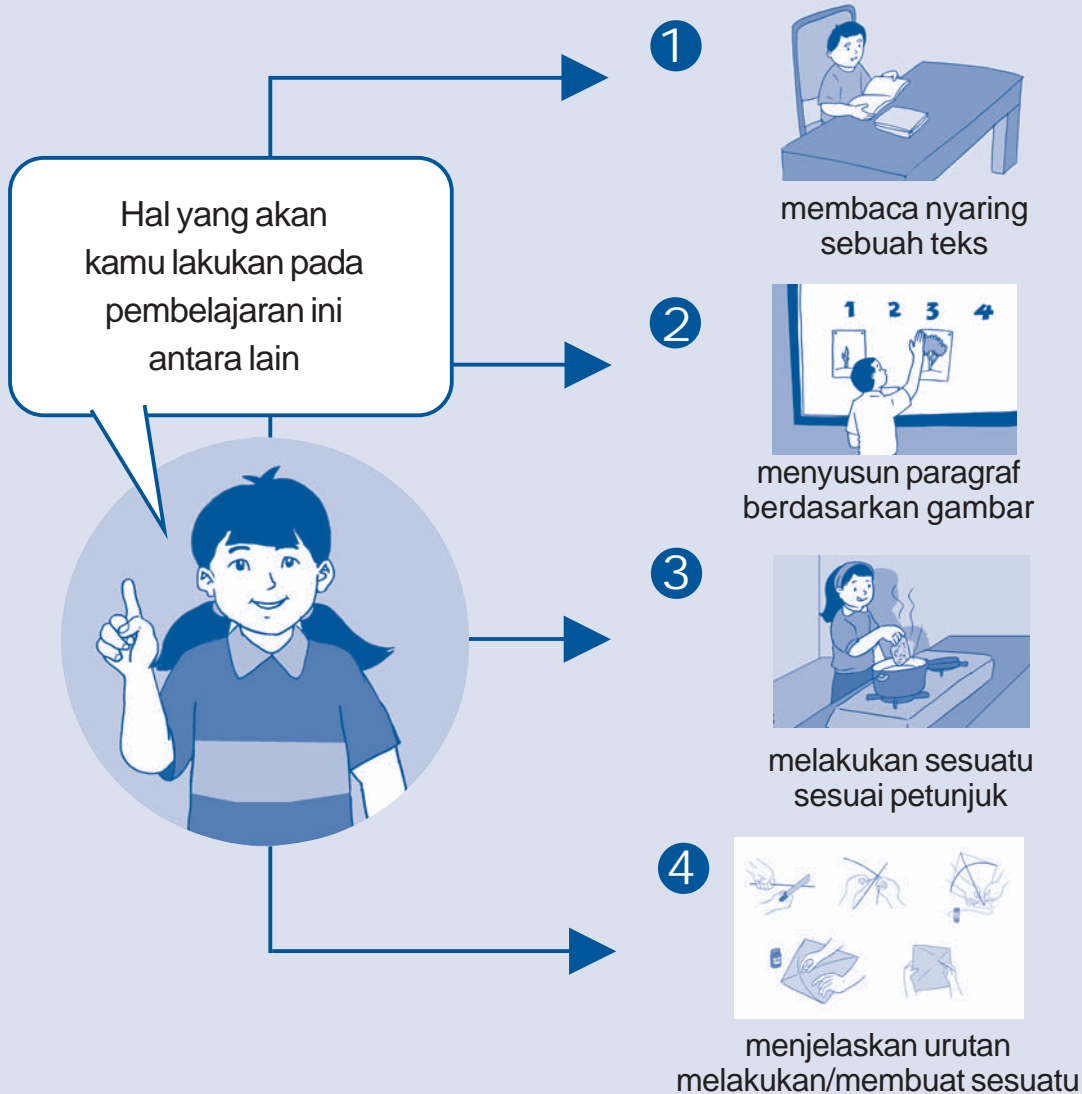 Hal yang akan
kamu lakukan pada
pembelajaran ini
antara lain
1
membaca nyaring
sebuah teks
2
1 2 3 4
menyusun paragraf
berdasarkan gambar
3
melakukan sesuatu
sesuai petunjuk
4
menjelaskan urutan
melakukan/membuat sesuatu